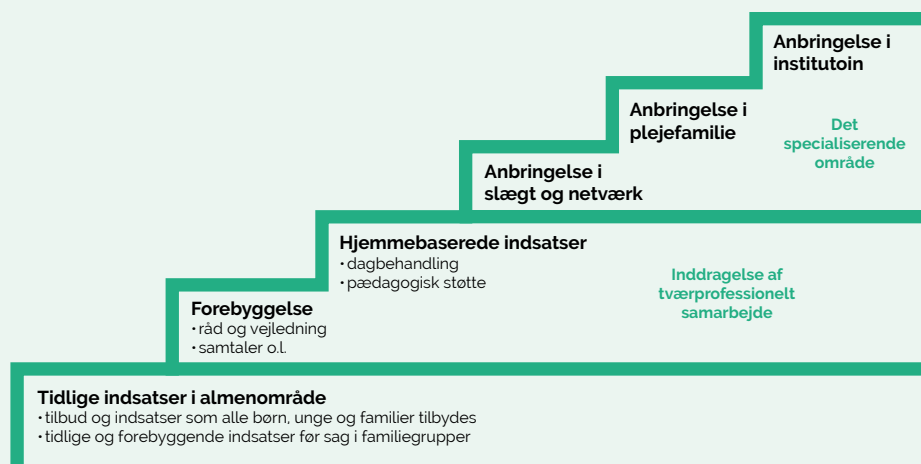 Anbringelse i
institutoin
Anbringelse i
plejefamilie
Det
specialiserende
område
Anbringelse i
slægt og netværk
Hjemmebaserede indsatser
• dagbehandling
• pædagogisk støtte
Inddragelse af
tværprofessionelt
samarbejde
Forebyggelse
• råd og vejledning
• samtaler o.l.
Tidlige indsatser i almenområde
• tilbud og indsatser som alle børn, unge og familier tilbydes
• tidlige og forebyggende indsatser før sag i familiegrupper